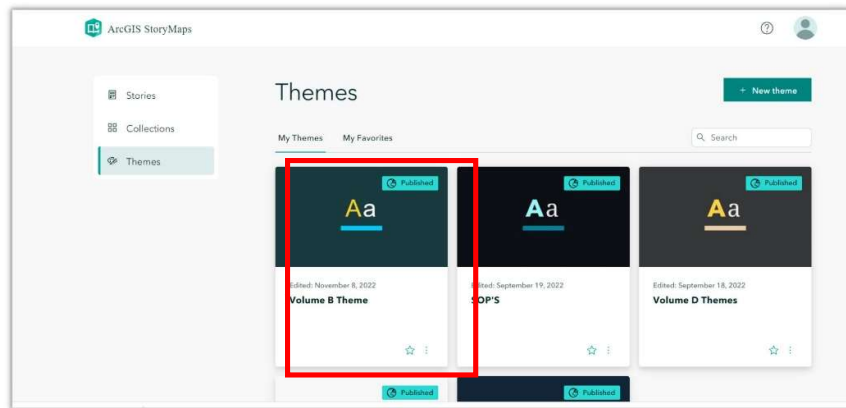 ArcGIS StoryMaps
Stories
Collections
Themes
Themes
+ New theme
My Themes My Favorites
Search
Published
Aa
Edited: November 8, 2022
Volume B Theme
Published
Aa
Edited: September 19, 2022
SOP'S
Published
Aa
Edited: September 18, 2022
Volume D Themes
Published
Published